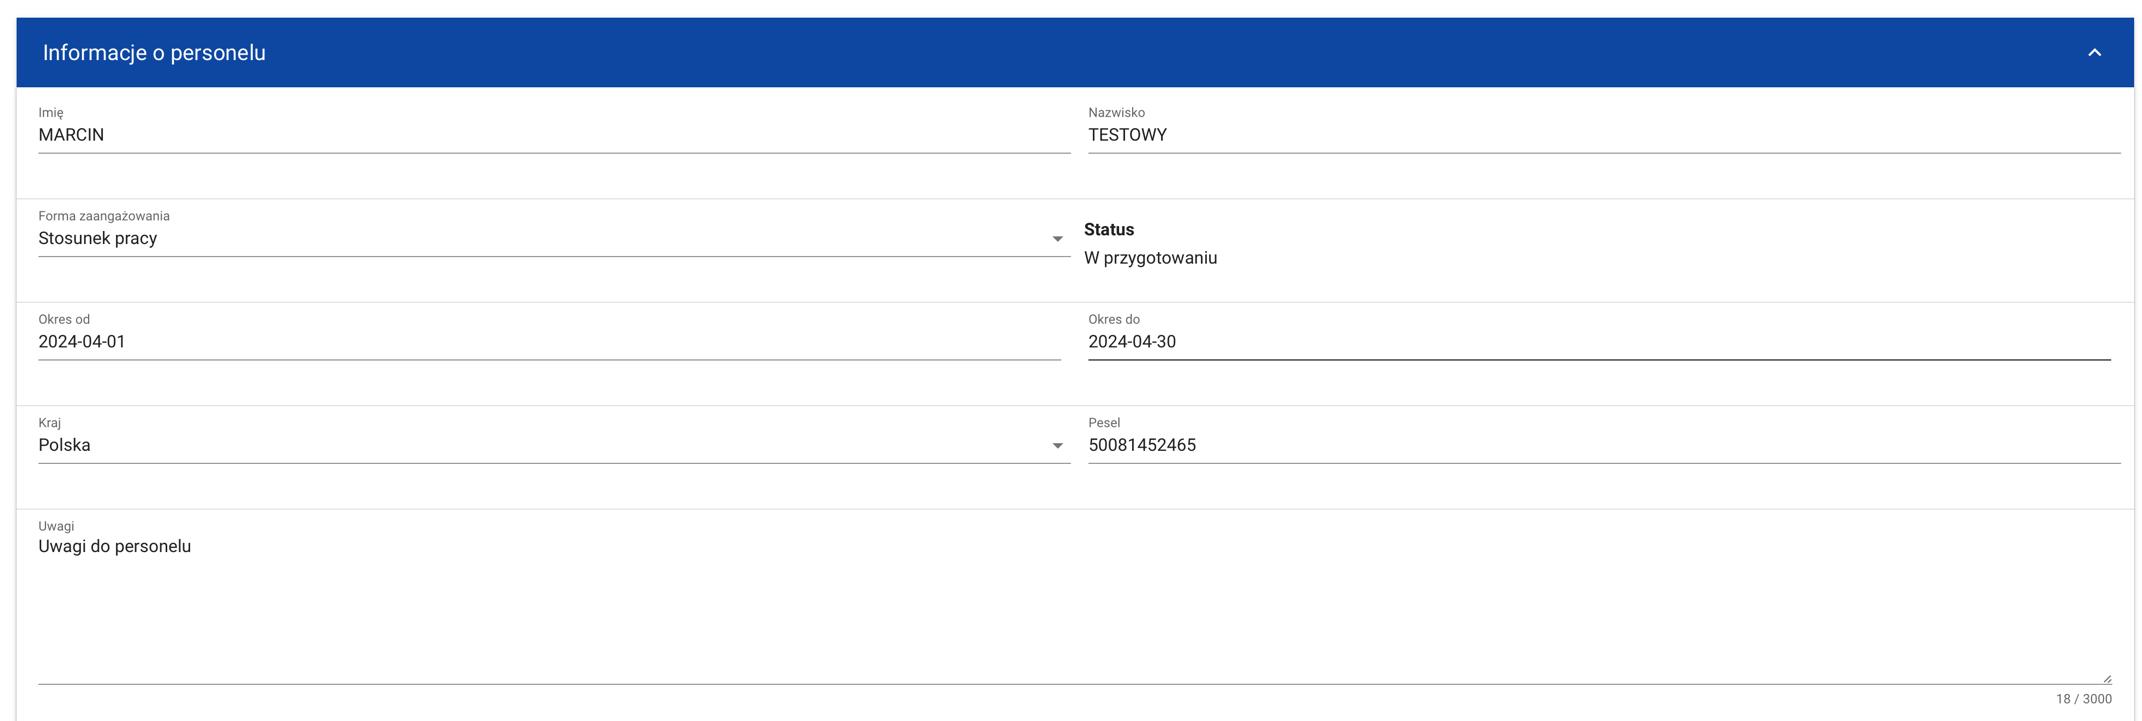 Informacje o personelu
Imię
MARCIN
Nazwisko
TESTOWY
Forma zaangażowania
Stosunek pracy
Status
W przygotowaniu
Okres od
2024-04-01
Okres do
2024-04-30
Kraj
Polska
Pesel
50081452465
Uwagi
Uwagi do personelu
18 / 3000